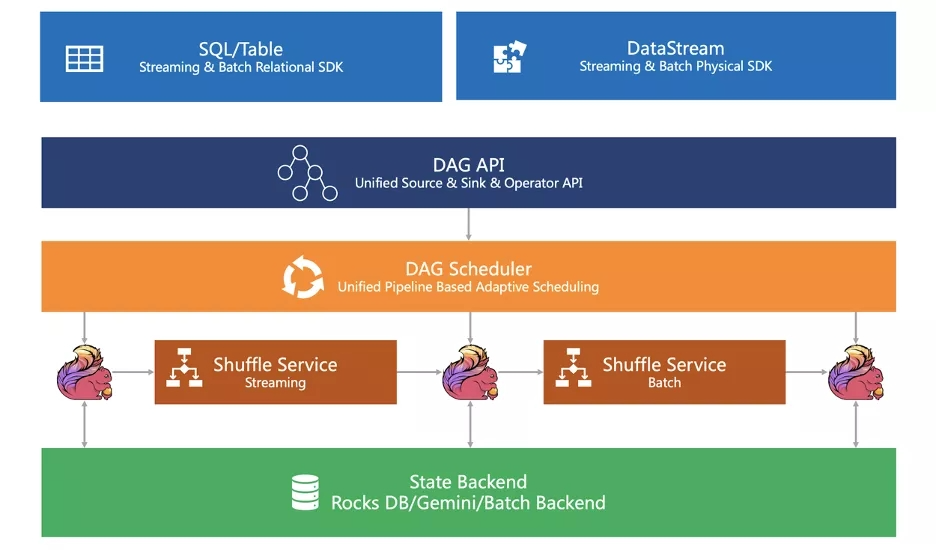 SQL/Table
Streaming & Batch Relational SDK
DataStream
Streaming & Batch Physical SDK
DAG API
Unified Source & Sink & Operator API
DAG Scheduler
Unified Pipeline Based Adaptive Scheduling
Shuffle Service
Streaming
Shuffle Service
Batch
State Backend
Rocks DB/Gemini/Batch Backend